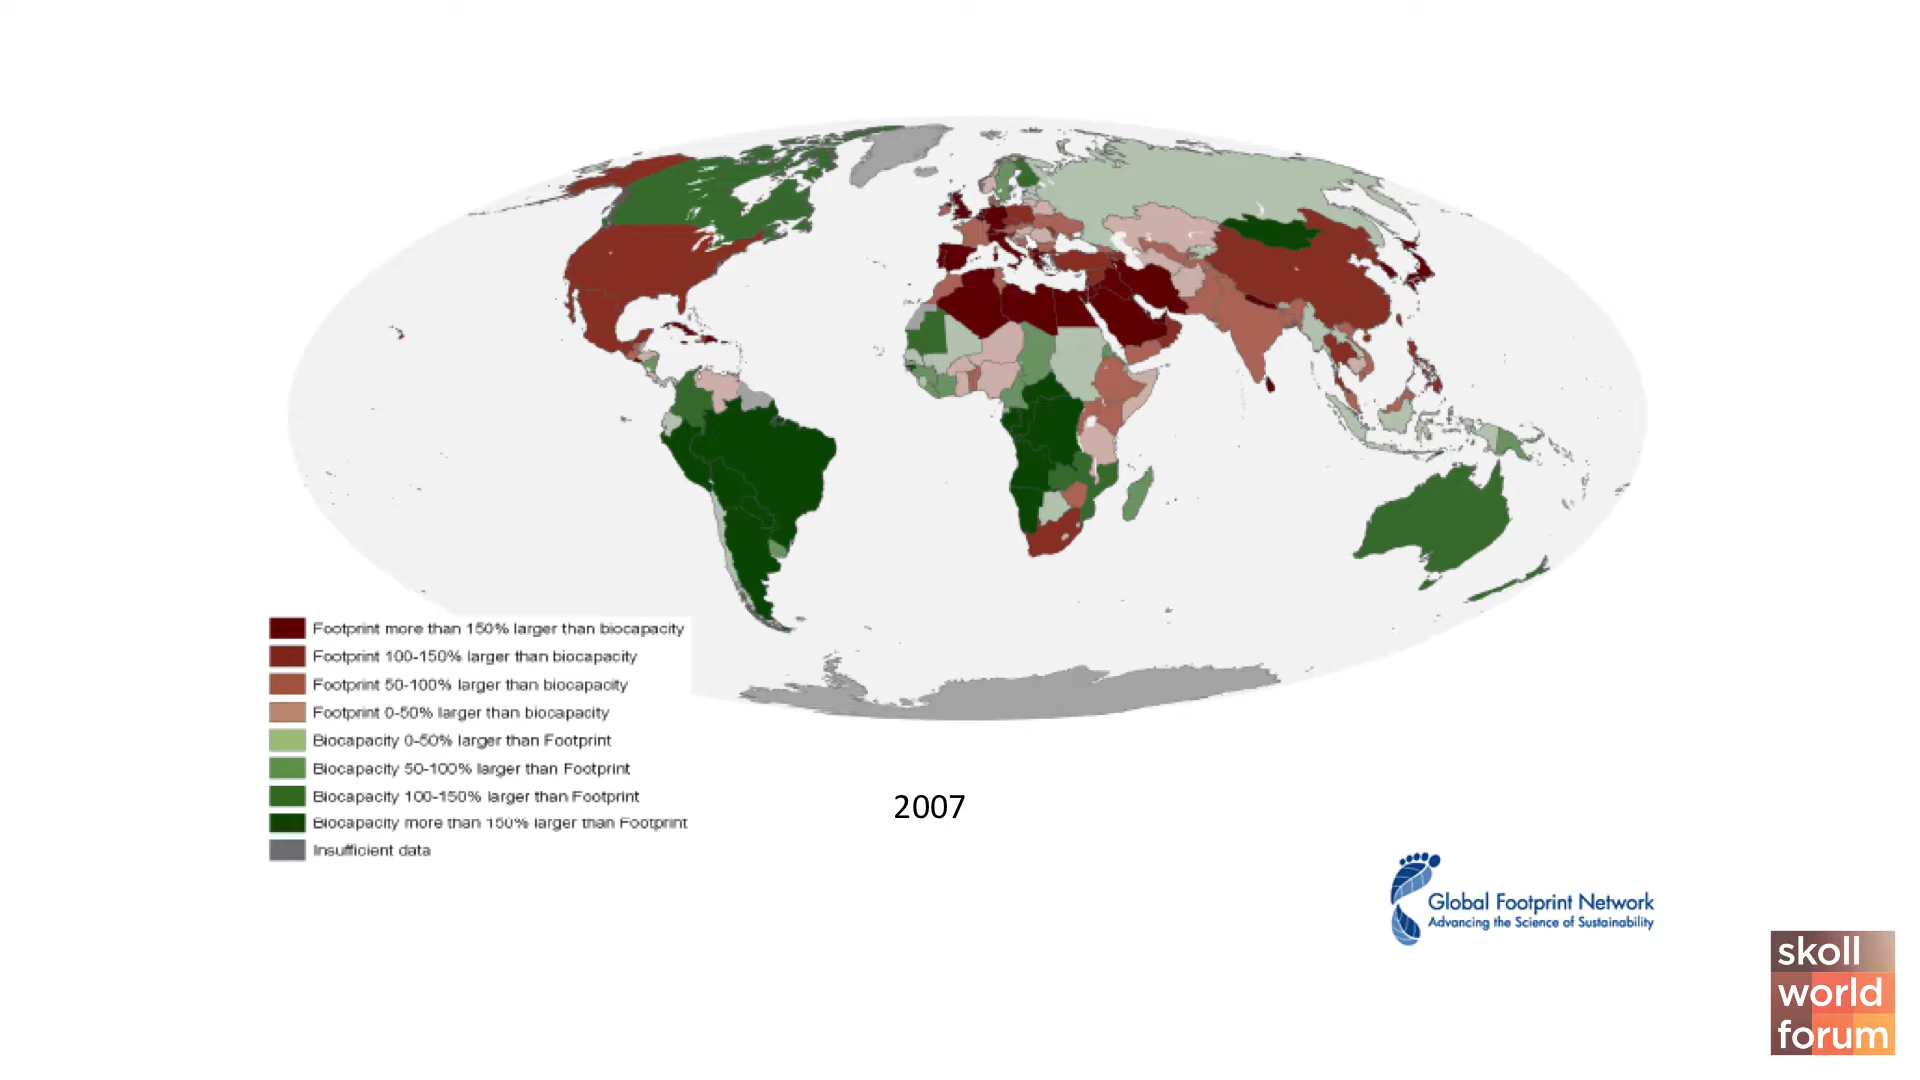 Footprint more than 150% larger than biocapacity
Footprint 100-150% larger than biocapacity
Footprint 50-100% larger than biocapacity
Footprint 0-50% larger than biocapacity
Biocapacity 0-50% larger than Footprint
Biocapacity 50-100% larger than Footprint
Biocapacity 100-150% larger than Footprint
Biocapacity more than 150% larger than Footprint
Insufficient data
2007
Global Footprint Network
Advancing the Science of Sustainability
skoll
world
forum